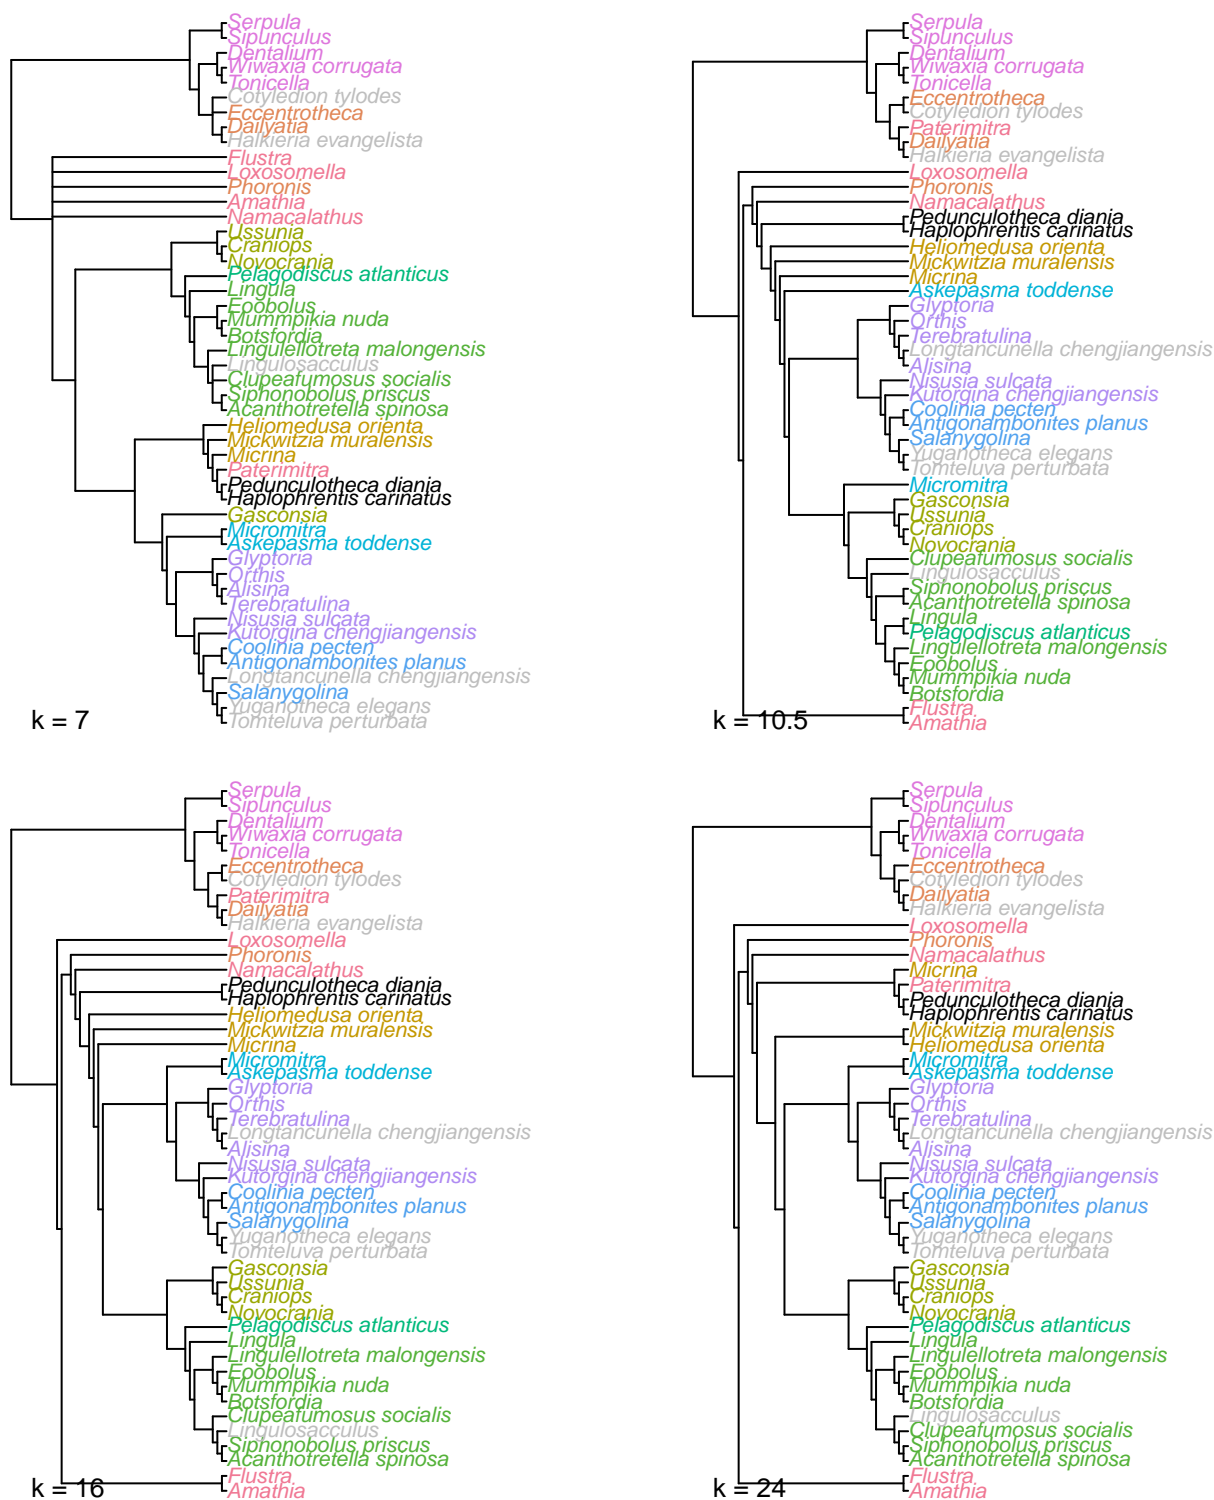 Serpula
Sipunculus
Dentalium
Wiwaxia corrugata
Tonicella
Cotyledion tylodes
Eccentrotheca
Dailyatia
Halkieria evangelista
Flustra
Loxosomella
Phoronis
Amathia
Namacalathus
Ussunia
Craniops
Novocrania
Pelagodiscus atlanticus
Lingula
Eoobolus
Mummpikia nuda
Botsfordia
Lingulellotreta malongensis
Lingulosacculus
Clupeafumosus socialis
Siphonobolus priscus
Acanthotretella spinosa
Heliomedusa orienta
Mickwitzia muralensis
Micrina
Paterimitra
Pedunculotheca diania
Haplophrentis carinatus
Gasconsia
Micromitra
Askepasma toddense
Glyptoria
Orthis
Alisina
Terebratulina
Nisusia sulcata
Kutorgina chengjiangensis
Coolinia pecten
Antigonambonites planus
Longtancunella chengjiangensis
Salanygolina
Yuganotheca elegans
Tomteluva perturbata
k = 7
Serpula
Sipunculus
Dentalium
Wiwaxia corrugata
Tonicella
Eccentrotheca
Cotyledion tylodes
Paterimitra
Dailyatia
Halkieria evangelista
Loxosomella
Phoronis
Namacalathus
Pedunculotheca diania
Haplophrentis carinatus
Heliomedusa orienta
Mickwitzia muralensis
Micrina
Askepasma toddense
Glyptoria
Orthis
Terebratulina
Longtancunella chengjiangensis
Alisina
Nisusia sulcata
Kutorgina chengjiangensis
Coolinia pecten
Antigonambonites planus
Salanygolina
Yuganotheca elegans
Tomteluva perturbata
Micromitra
Gasconsia
Ussunia
Craniops
Novocrania
Clupeafumosus socialis
Lingulosacculus
Siphonobolus priscus
Acanthotretella spinosa
Lingula
Pelagodiscus atlanticus
Lingulellotreta malongensis
Eoobolus
Mummpikia nuda
Botsfordia
Flustra
Amathia
k = 10.5
Serpula
Sipunculus
Dentalium
Wiwaxia corrugata
Tonicella
Eccentrotheca
Cotyledion tylodes
Paterimitra
Dailyatia
Halkieria evangelista
Loxosomella
Phoronis
Namacalathus
Pedunculotheca diania
Haplophrentis carinatus
Heliomedusa orienta
Mickwitzia muralensis
Micrina
Micromitra
Askepasma toddense
Glyptoria
Orthis
Terebratulina
Longtancunella chengjiangensis
Alisina
Nisusia sulcata
Kutorgina chengjiangensis
Coolinia pecten
Antigonambonites planus
Salanygolina
Yuganotheca elegans
Tomteluva perturbata
Gasconsia
Ussunia
Craniops
Novocrania
Pelagodiscus atlanticus
Lingula
Lingulellotreta malongensis
Eoobolus
Mummpikia nuda
Botsfordia
Clupeafumosus socialis
Lingulosacculus
Siphonobolus priscus
Acanthotretella spinosa
Flustra
Amathia
k = 16
Serpula
Sipunculus
Dentalium
Wiwaxia corrugata
Tonicella
Eccentrotheca
Cotyledion tylodes
Dailyatia
Halkieria evangelista
Loxosomella
Phoronis
Namacalathus
Micrina
Paterimitra
Pedunculotheca diania
Haplophrentis carinatus
Mickwitzia muralensis
Heliomedusa orienta
Micromitra
Askepasma toddense
Glyptoria
Orthis
Terebratulina
Longtancunella chengjiangensis
Alisina
Nisusia sulcata
Kutorgina chengjiangensis
Coolinia pecten
Antigonambonites planus
Salanygolina
Yuganotheca elegans
Tomteluva perturbata
Gasconsia
Ussunia
Craniops
Novocrania
Pelagodiscus atlanticus
Lingula
Lingulellotreta malongensis
Eoobolus
Mummpikia nuda
Botsfordia
Lingulosacculus
Clupeafumosus socialis
Siphonobolus priscus
Acanthotretella spinosa
Flustra
Amathia
k = 24